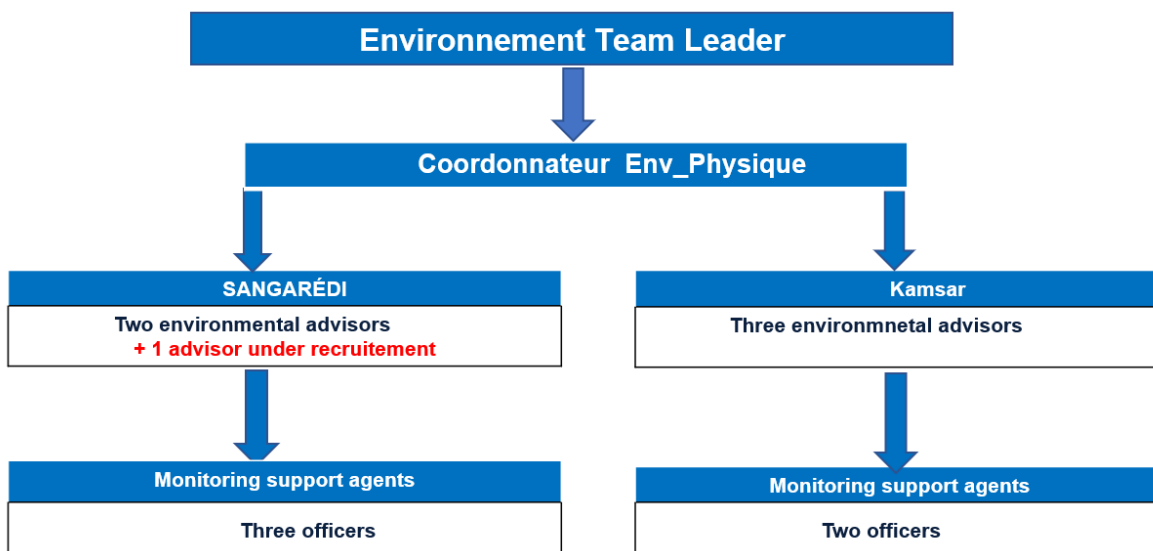 Environnement Team Leader
Coordonnateur Env_Physique
SANGARÉDI
Two environmental advisors
+ 1 advisor under recruitement
Monitoring support agents
Three officers
Kamsar
Three environmnetal advisors
Monitoring support agents
Two officers